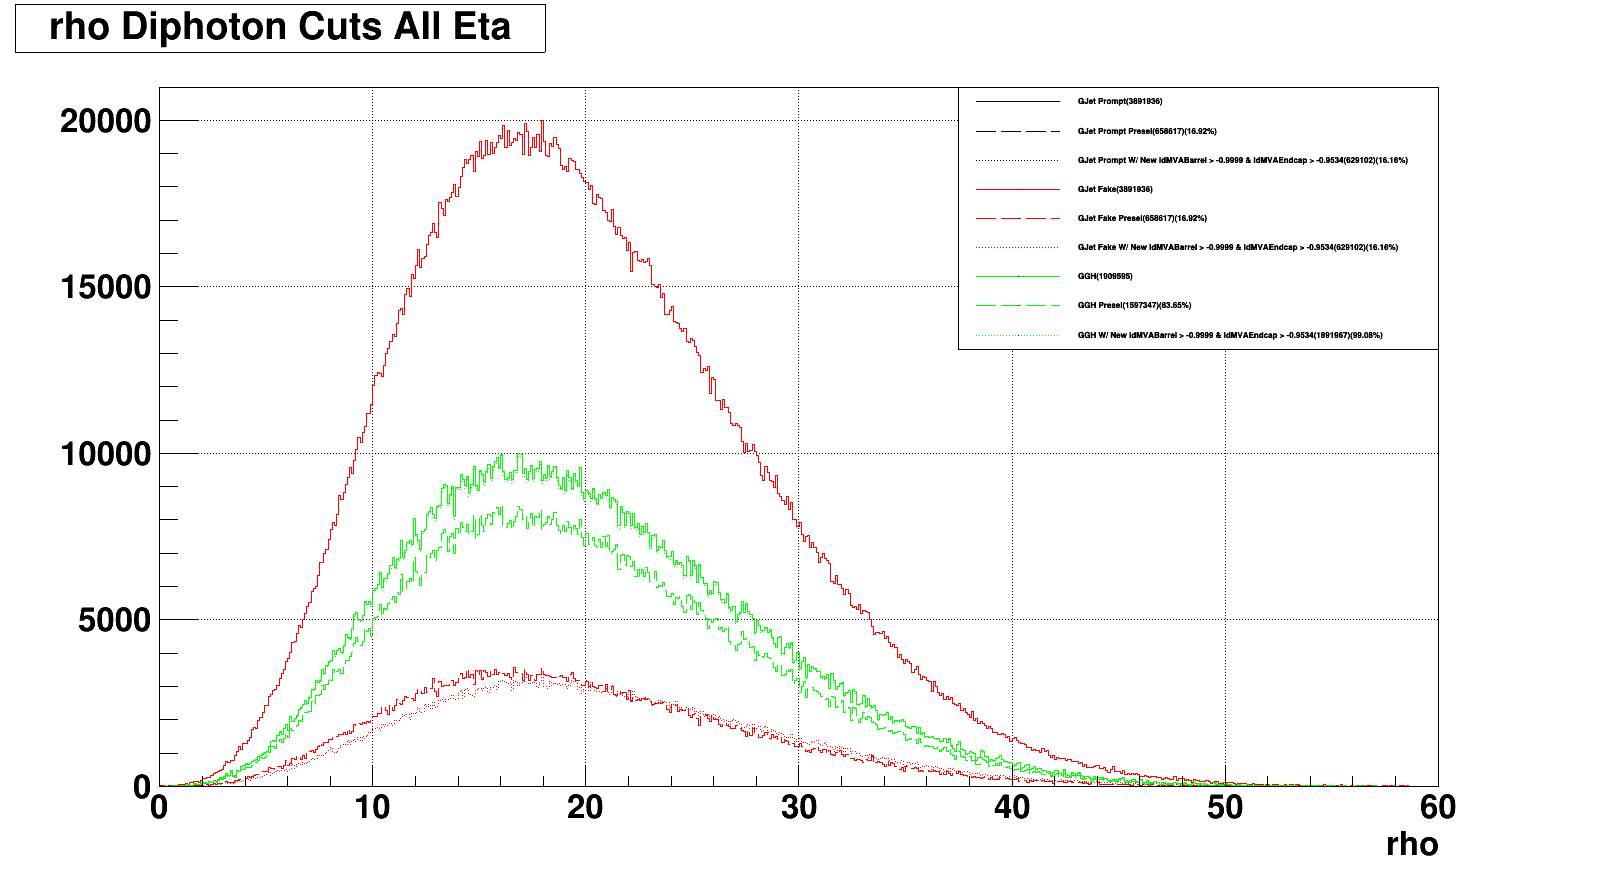 rho Diphoton Cuts All Eta
20000
15000
10000
5000
0
0 10 20 30 40 50 60
rho
GJet Prompt(3891936)
GJet Prompt Presel(658617)(16.92%)
GJet Prompt W/ New idMVABarrel > -0.9999 & idMVAEndcap > -0.9534(629102)(16.16%)
GJet Fake(3891936)
GJet Fake Presel(658617)(16.92%)
GJet Fake W/ New idMVABarrel > -0.9999 & idMVAEndcap > -0.9534(629102)(16.16%)
GGH(1909595)
GGH Presel(1597347)(83.65%)
GGH W/ New idMVABarrel > -0.9999 & idMVAEndcap > -0.9534(1891967)(99.08%)